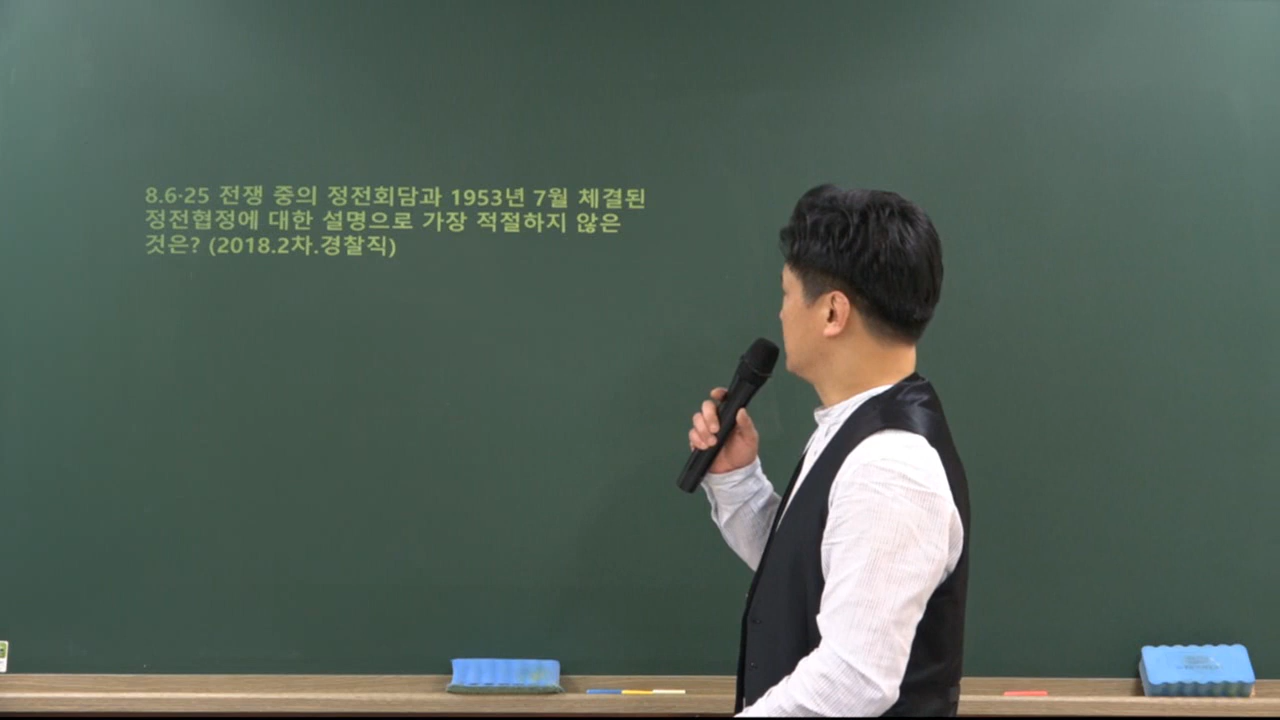 8.6·25 전쟁 중의 정전회담과 1953년 7월 체결된
정전협정에 대한 설명으로 가장 적절하지 않은
것은? (2018.2차.경찰직)